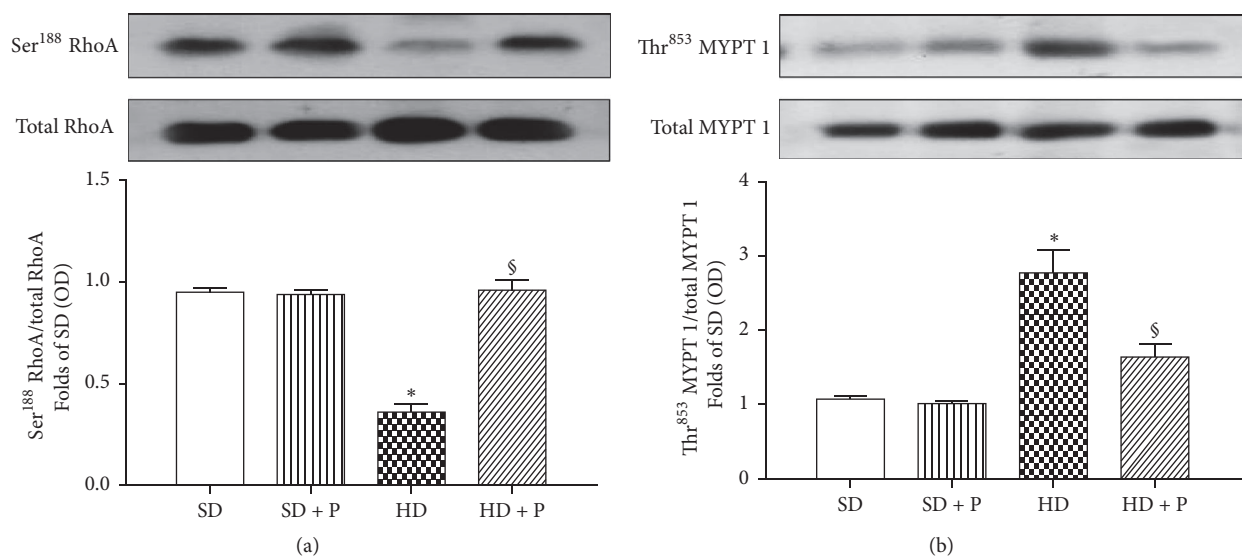 Ser¹⁸⁸ RhoA
Total RhoA
Ser¹⁸⁸ RhoA/total RhoA
Folds of SD (OD)
1.5
1.0
0.5
0.0
*
§
SD
SD + P
HD
HD + P
(a)
Thr⁸⁵³ MYPT 1
Total MYPT 1
Thr⁸⁵³ MYPT 1/total MYPT 1
Folds of SD (OD)
4
3
2
1
0
*
§
SD
SD + P
HD
HD + P
(b)